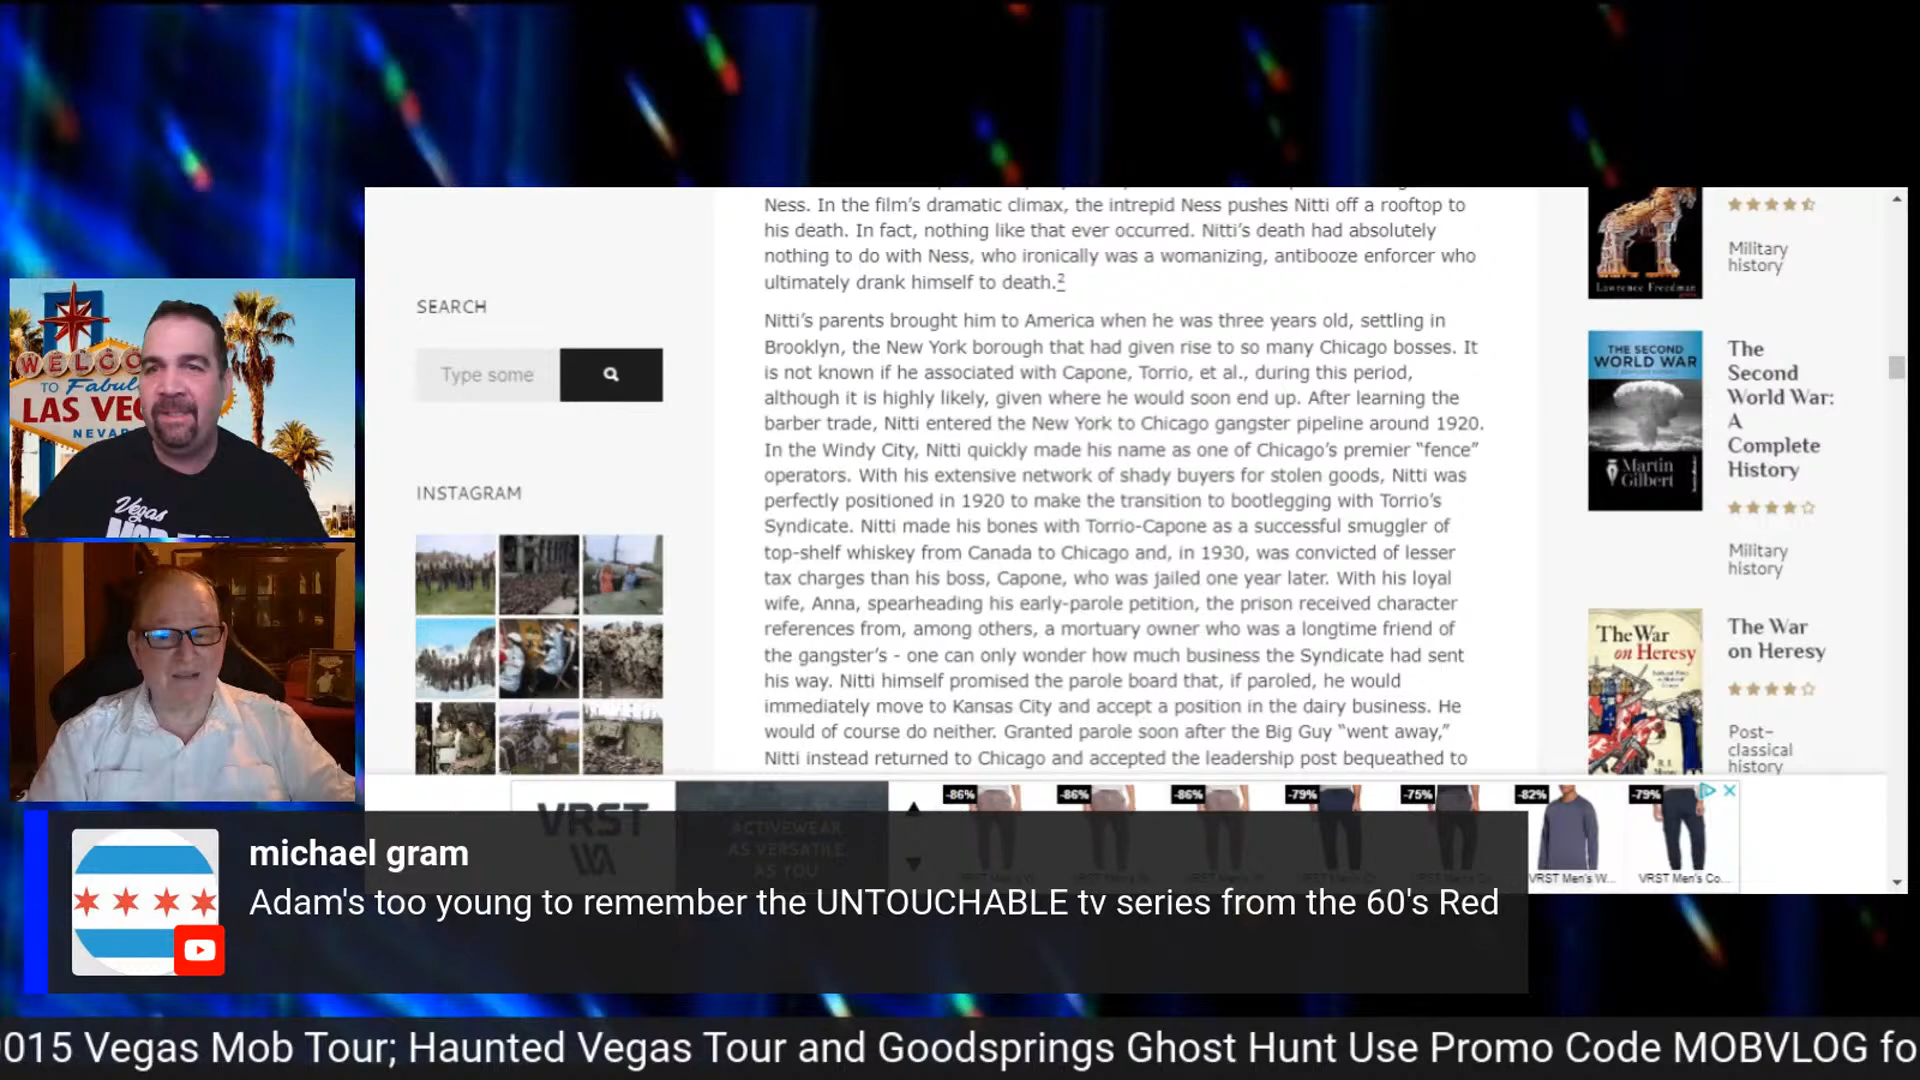 Ness. In the film's dramatic climax, the intrepid Ness pushes Nitti off a rooftop to
his death. In fact, nothing like that ever occurred. Nitti's death had absolutely
nothing to do with Ness, who ironically was a womanizing, antibooze enforcer who
ultimately drank himself to death.2
Nitti's parents brought him to America when he was three years old, settling in
Brooklyn, the New York borough that had given rise to so many Chicago bosses. It
is not known if he associated with Capone, Torrio, et al., during this period,
although it is highly likely, given where he would soon end up. After learning the
barber trade, Nitti entered the New York to Chicago gangster pipeline around 1920.
In the Windy City, Nitti quickly made his name as one of Chicago's premier "fence"
operators. With his extensive network of shady buyers for stolen goods, Nitti was
perfectly positioned in 1920 to make the transition to bootlegging with Torrio's
Syndicate. Nitti made his bones with Torrio-Capone as a successful smuggler of
top-shelf whiskey from Canada to Chicago and, in 1930, was convicted of lesser
tax charges than his boss, Capone, who was jailed one year later. With his loyal
wife, Anna, spearheading his early-parole petition, the prison received character
references from, among others, a mortuary owner who was a longtime friend of
the gangster's - one can only wonder how much business the Syndicate had sent
his way. Nitti himself promised the parole board that, if paroled, he would
immediately move to Kansas City and accept a position in the dairy business. He
would of course do neither. Granted parole soon after the Big Guy "went away,"
Nitti instead returned to Chicago and accepted the leadership post bequeathed to
SEARCH
Type some
INSTAGRAM
Lawrence Freedman
Military
history
THE SECOND
WORLD WAR
Martin
Gilbert
The
Second
World War:
A
Complete
History
Military
history
The War
on Heresy
The War
on Heresy
Post-
classical
history
WELCO
TO Fabul
LAS VEG
NEVAD
Vegas
VRST
ACTIVEWEAR
AS VERSATILE
AS YOU
-86%
-86%
-86%
-79%
-75%
-82%
-79%
VRST Men's W...
VRST Men's Co...
michael gram
Adam's too young to remember the UNTOUCHABLE tv series from the 60's Red
0015 Vegas Mob Tour; Haunted Vegas Tour and Goodsprings Ghost Hunt Use Promo Code MOBVLOG fo